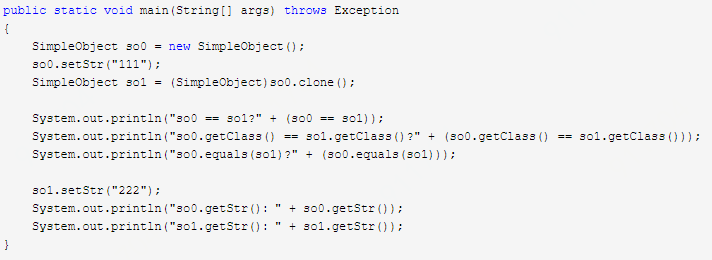 public static void main(String[] args) throws Exception
{
    SimpleObject so0 = new SimpleObject();
    so0.setStr("111");
    SimpleObject so1 = (SimpleObject)so0.clone();

    System.out.println("so0 == so1?" + (so0 == so1));
    System.out.println("so0.getClass() == so1.getClass()?" + (so0.getClass() == so1.getClass()));
    System.out.println("so0.equals(so1)?" + (so0.equals(so1)));

    so1.setStr("222");
    System.out.println("so0.getStr(): " + so0.getStr());
    System.out.println("so1.getStr(): " + so1.getStr());
}